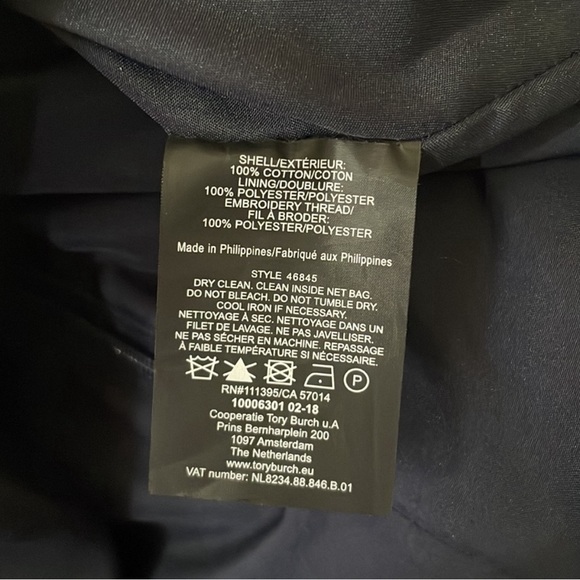 SHELL/EXTÉRIEUR:
100% COTTON/COTON
LINING/DOUBLURE:
100% POLYESTER/POLYESTER
EMBROIDERY THREAD/
FIL À BRODER:
100% POLYESTER/POLYESTER
Made in Philippines/Fabriqué aux Philippines
STYLE 46845
DRY CLEAN. CLEAN INSIDE NET BAG.
DO NOT BLEACH. DO NOT TUMBLE DRY.
COOL IRON IF NECESSARY.
NETTOYAGE À SEC. NETTOYAGE DANS UN
FILET DE LAVAGE. NE PAS JAVELLISER.
NE PAS SÉCHER EN MACHINE. REPASSAGE
À FAIBLE TEMPÉRATURE SI NÉCESSAIRE.
P
RN#111395/CA 57014
10006301 02-18
Cooperatie Tory Burch u.A
Prins Bernharplein 200
1097 Amsterdam
The Netherlands
www.toryburch.eu
VAT number: NL8234.88.846.B.01